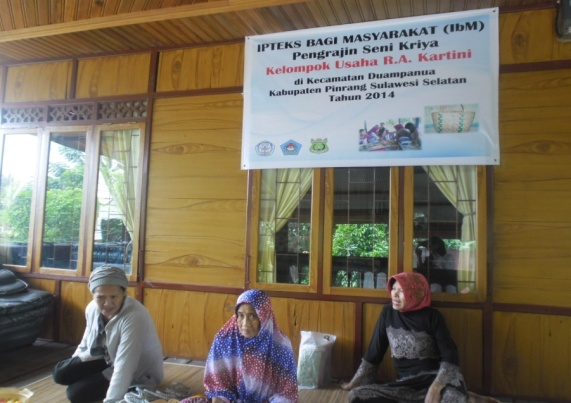 IPTEKS BAGI MASYARAKAT (IbM)
Pengrajin Seni Kriya
Kelompok Usaha R.A. Kartini
di Kecamatan Duampanua
Kabupaten Pinrang Sulawesi Selatan
Tahun 2014